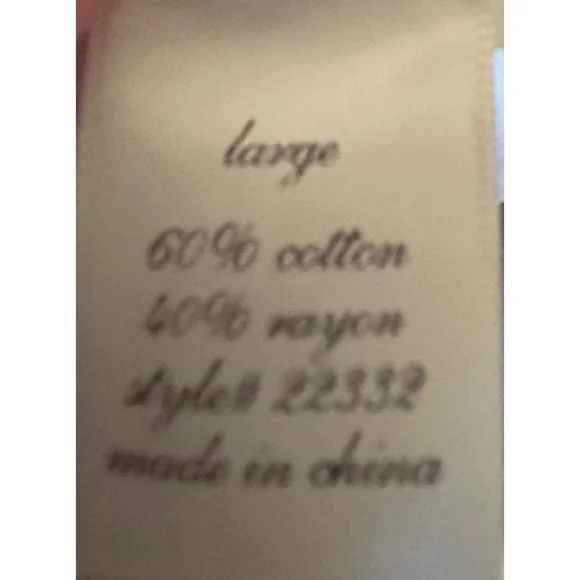 large
60% cotton
40% rayon
style# 22332
made in china